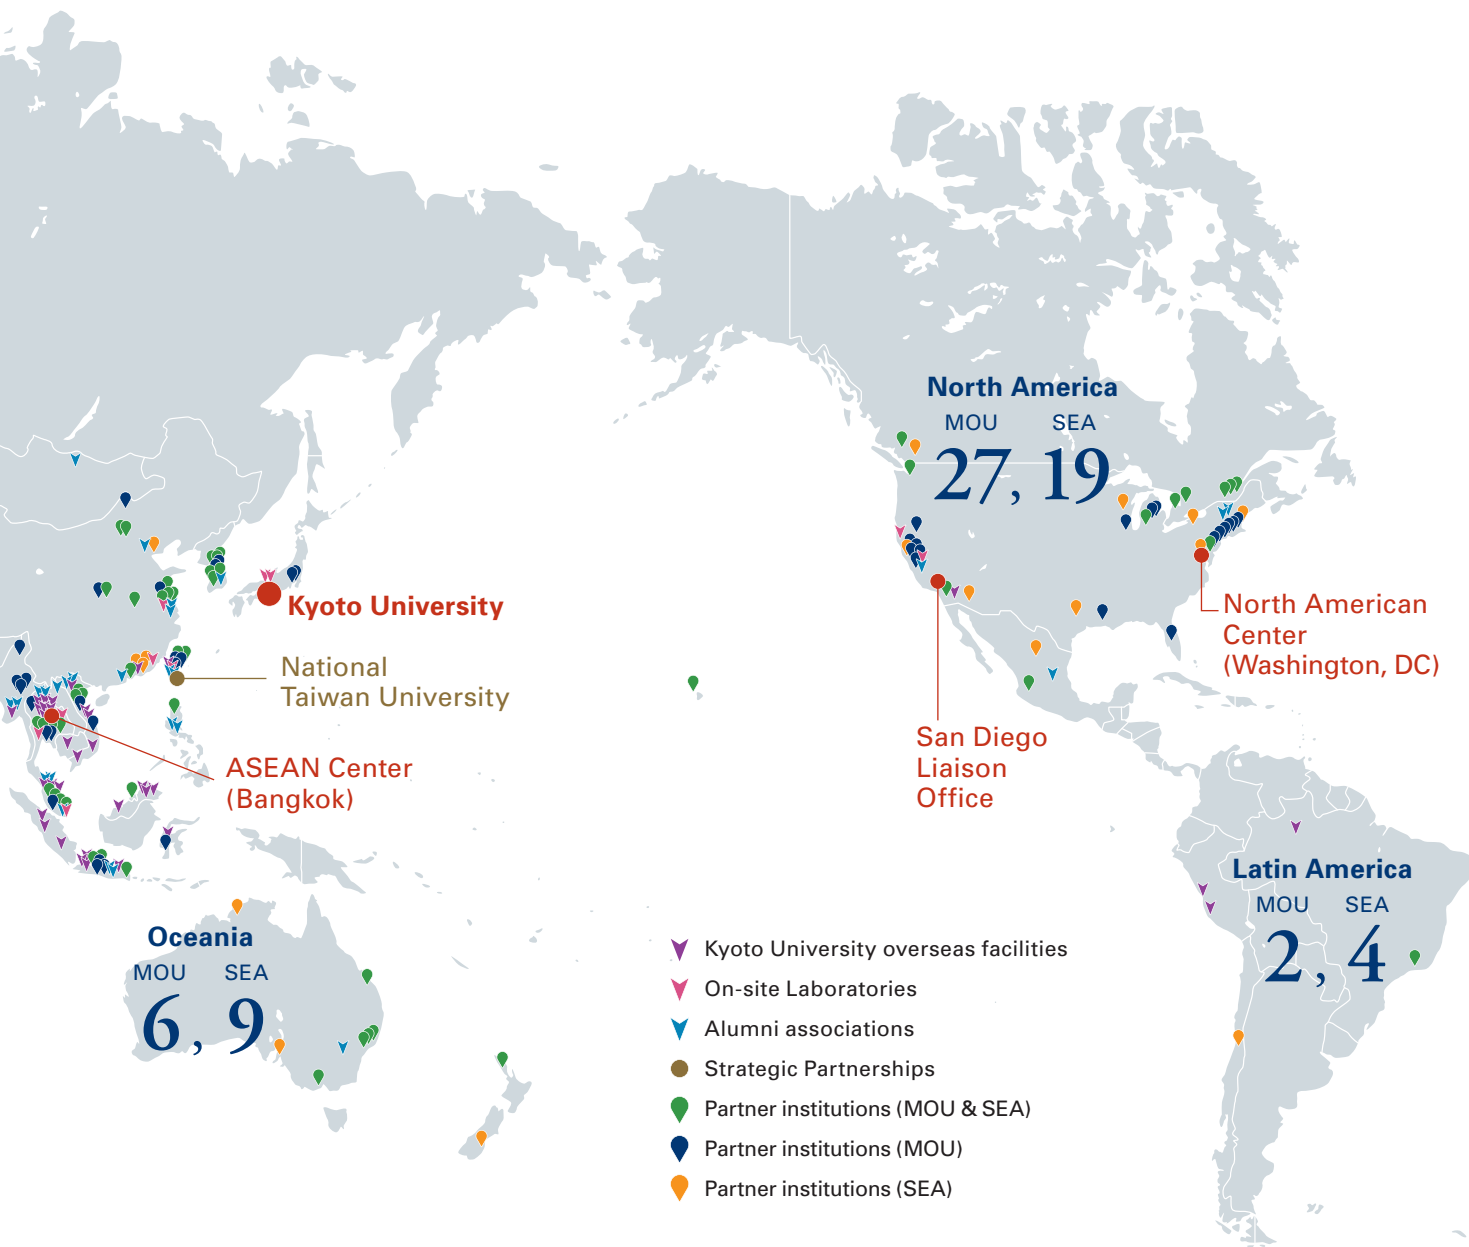 North America
MOU SEA
27, 19
Kyoto University
National
Taiwan University
ASEAN Center
(Bangkok)
North American
Center
(Washington, DC)
San Diego
Liaison
Office
Latin America
MOU SEA
2, 4
Oceania
MOU SEA
6, 9
Kyoto University overseas facilities
On-site Laboratories
Alumni associations
Strategic Partnerships
Partner institutions (MOU & SEA)
Partner institutions (MOU)
Partner institutions (SEA)